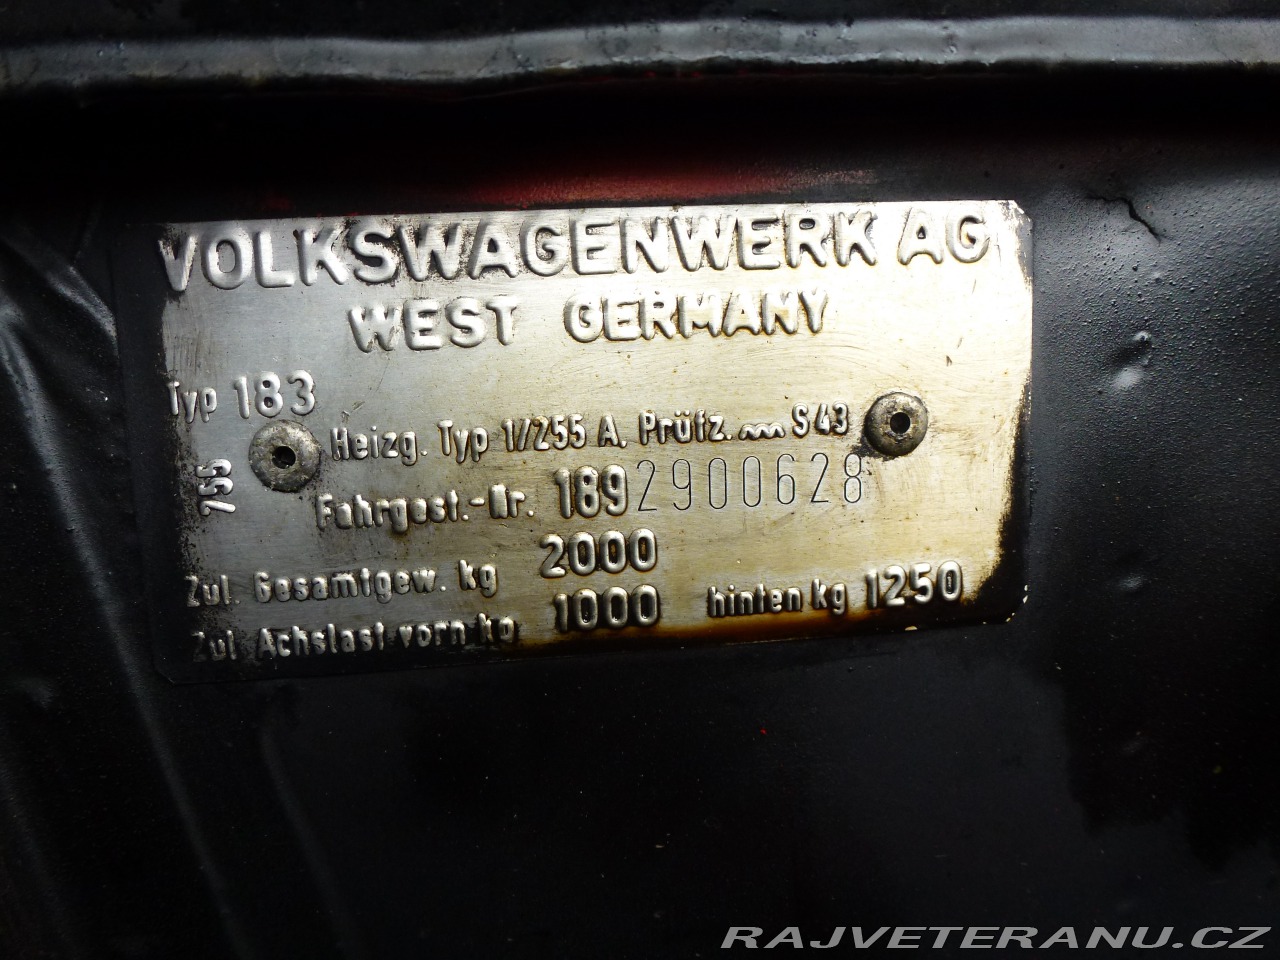 VOLKSWAGENWERK AG
WEST GERMANY
Typ 183
Heizg. Typ 1/255 A, Prüfz. S 43
755
Fahrgest.-Nr. 1892900628
Zul. Gesamtgew. kg 2000
Zul Achslast vorn kg 1000 hinten kg 1250
RAJVETERANU.CZ